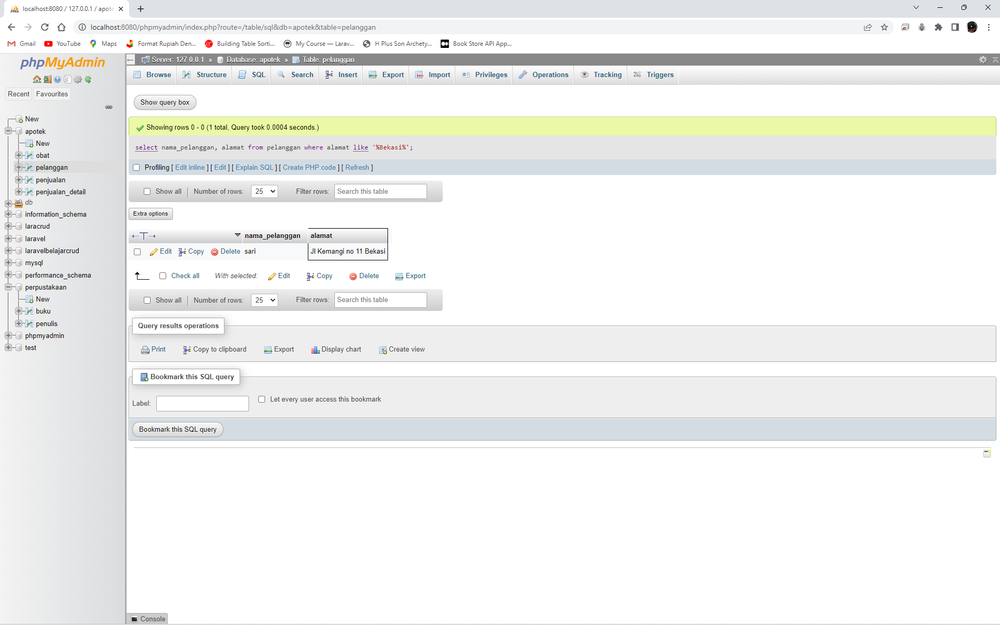 localhost:8080 / 127.0.0.1 / apote
localhost:8080/phpmyadmin/index.php?route=/table/sql&db=apotek&table=pelanggan
Gmail YouTube Maps Format Rupiah Den... Building Table Sorti... My Course — Larav... H Plus Son Archety... Book Store API App...
phpMyAdmin
Recent Favourites
New
apotek
New
obat
pelanggan
penjualan
penjualan_detail
db
information_schema
laracrud
laravel
laravelbelajarcrud
mysql
performance_schema
perpustakaan
New
buku
penulis
phpmyadmin
test
Server: 127.0.0.1 » Database: apotek » Table: pelanggan
Browse Structure SQL Search Insert Export Import Privileges Operations Tracking Triggers
Show query box
Showing rows 0 - 0 (1 total, Query took 0.0004 seconds.)
select nama_pelanggan, alamat from pelanggan where alamat like '%Bekasi%';
Profiling [ Edit inline ] [ Edit ] [ Explain SQL ] [ Create PHP code ] [ Refresh ]
Show all Number of rows: 25 Filter rows: Search this table
Extra options
←T→ nama_pelanggan alamat
Edit Copy Delete sari Jl Kemangi no 11 Bekasi
Check all With selected: Edit Copy Delete Export
Show all Number of rows: 25 Filter rows: Search this table
Query results operations
Print Copy to clipboard Export Display chart Create view
Bookmark this SQL query
Label: Let every user access this bookmark
Bookmark this SQL query
Console